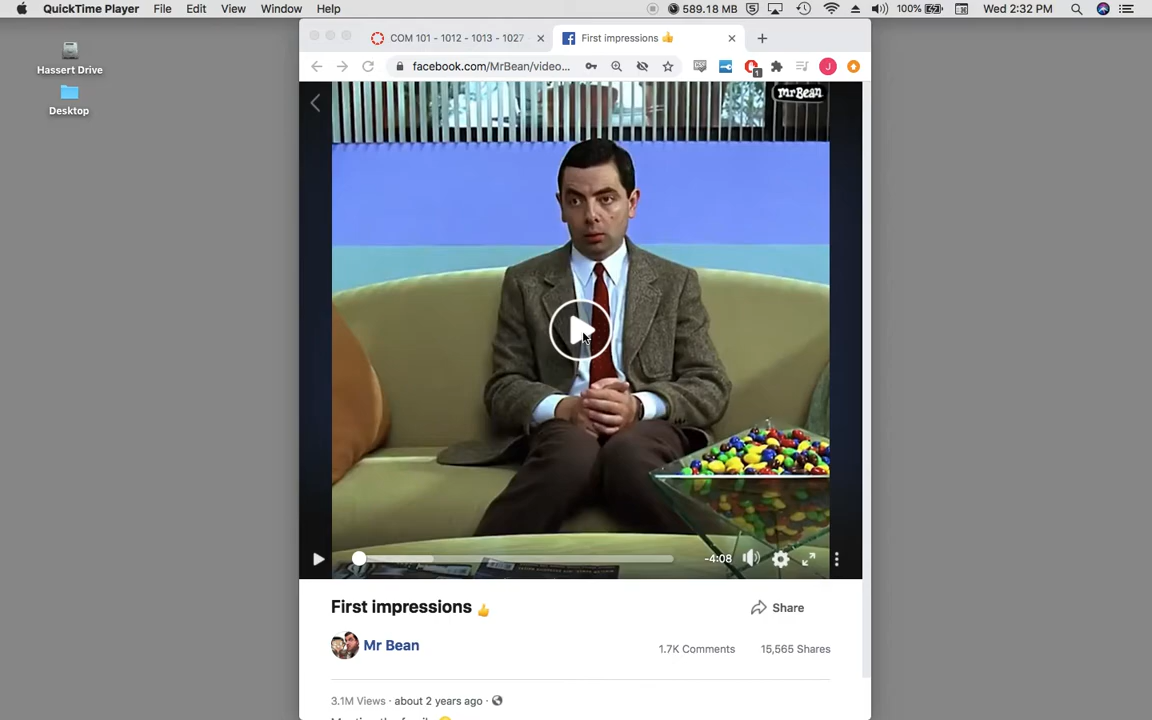 QuickTime Player File Edit View Window Help 589.18 MB 100% Wed 2:32 PM
Hassert Drive
Desktop
COM 101 - 1012 - 1013 - 1027
First impressions 👍
facebook.com/MrBean/video...
1
J
mrBean
-4:08
First impressions 👍
Share
Mr Bean
1.7K Comments 15,565 Shares
3.1M Views · about 2 years ago ·